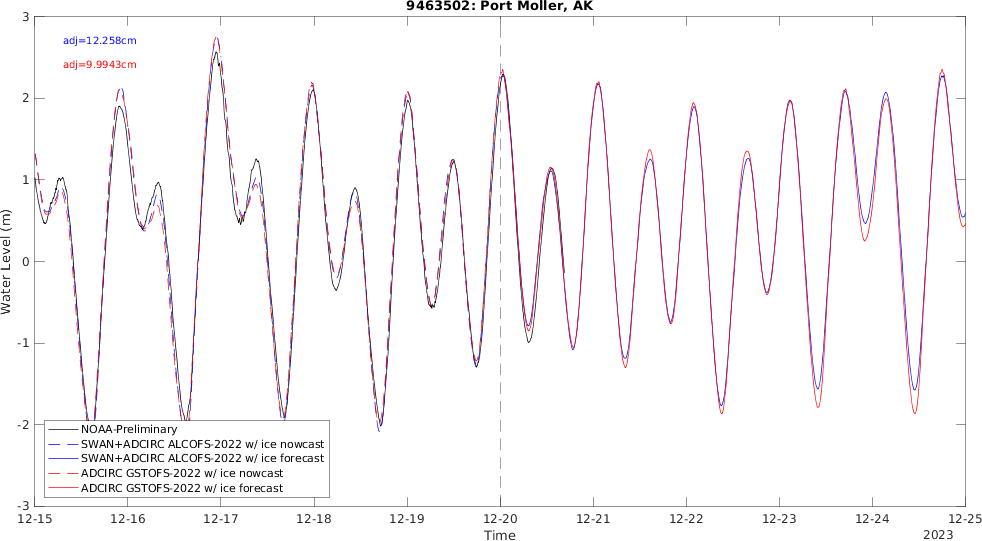 9463502: Port Moller, AK
adj=12.258cm
adj=9.9943cm
3
2
1
0
-1
-2
-3
Water Level (m)
NOAA-Preliminary
SWAN+ADCIRC ALCOFS-2022 w/ ice nowcast
SWAN+ADCIRC ALCOFS-2022 w/ ice forecast
ADCIRC GSTOFS-2022 w/ ice nowcast
ADCIRC GSTOFS-2022 w/ ice forecast
12-15 12-16 12-17 12-18 12-19 12-20 12-21 12-22 12-23 12-24 12-25
Time
2023